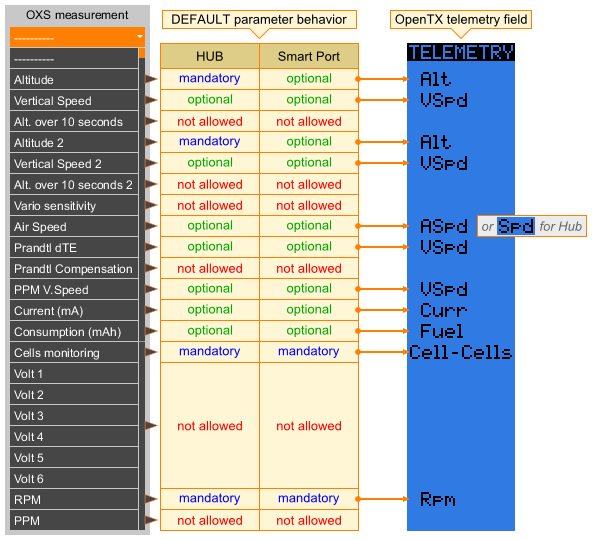 OXS measurement
DEFAULT parameter behavior
OpenTX telemetry field
----------
HUB Smart Port TELEMETRY
----------
Altitude mandatory optional Alt
Vertical Speed optional optional VSpd
Alt. over 10 seconds not allowed not allowed
Altitude 2 mandatory optional Alt
Vertical Speed 2 optional optional VSpd
Alt. over 10 seconds 2 not allowed not allowed
Vario sensitivity not allowed not allowed
Air Speed optional optional ASpd or Spd for Hub
Prandtl dTE optional optional VSpd
Prandtl Compensation not allowed not allowed
PPM V.Speed optional optional VSpd
Current (mA) optional optional Curr
Consumption (mAh) optional optional Fuel
Cells monitoring mandatory mandatory Cell-Cells
Volt 1
Volt 2
Volt 3 not allowed not allowed
Volt 4
Volt 5
Volt 6
RPM mandatory mandatory Rpm
PPM not allowed not allowed